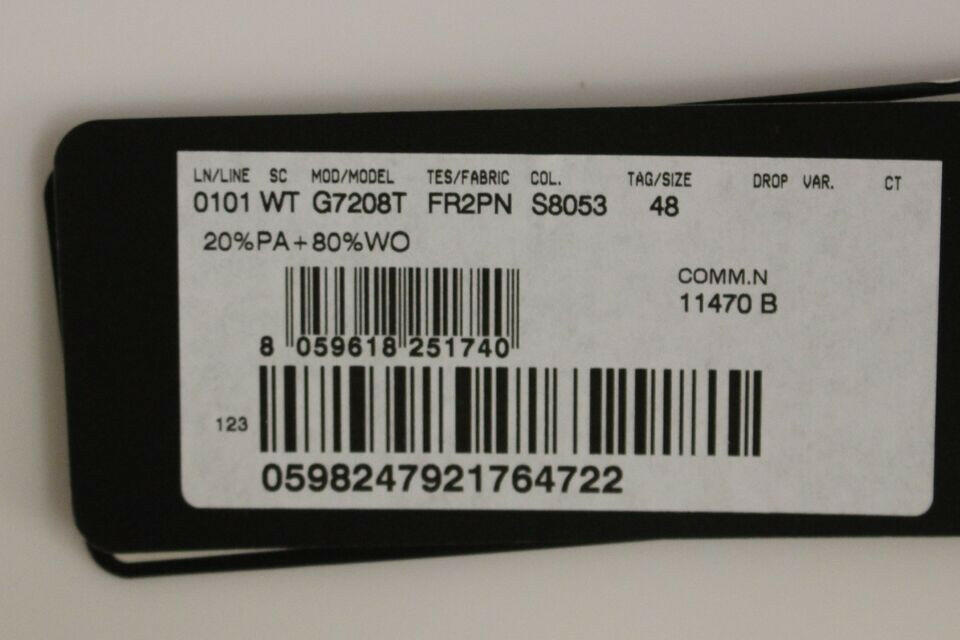 LN/LINE SC MOD/MODEL TES/FABRIC COL. TAG/SIZE DROP VAR. CT
0101 WT G7208T FR2PN S8053 48
20%PA+80%WO
COMM.N
11470 B
8 059618 251740
123
0598247921764722